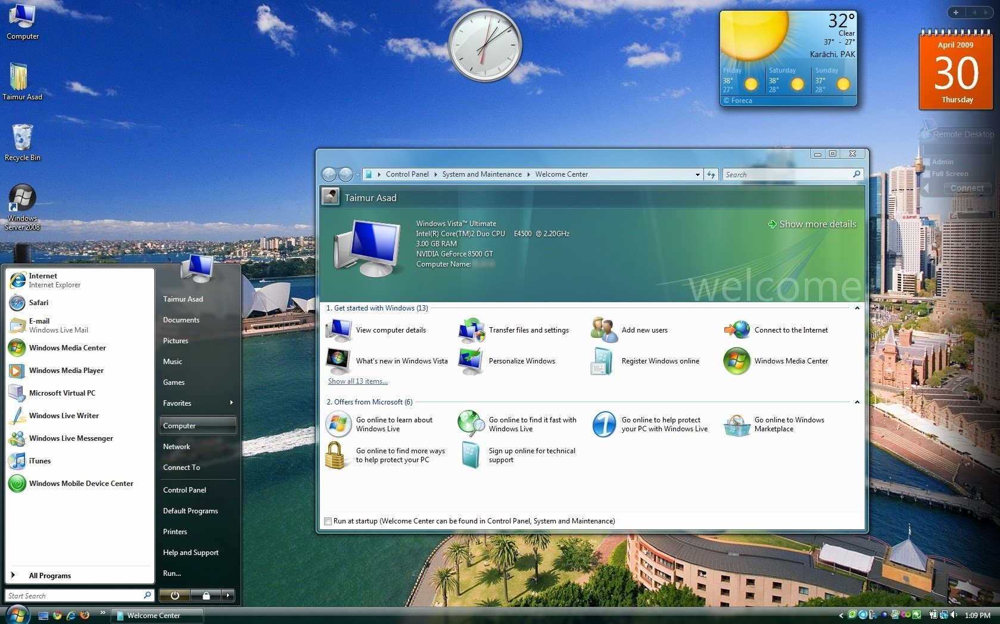 Computer
Taimur Asad
Recycle Bin
Windows
Server 2008
32°
Clear
37° - 27°
Karāchi, PAK
Friday
38°
27°
Saturday
38°
28°
Sunday
37°
28°
© Foreca
April 2009
30
Thursday
Remote Desktop
Admin
Full Screen
Connect
Control Panel System and Maintenance Welcome Center
Search
Taimur Asad
Windows Vista™ Ultimate
Intel(R) Core(TM)2 Duo CPU E4500 @ 2.20GHz
3.00 GB RAM
NVIDIA GeForce 8500 GT
Computer Name:
Show more details
welcome
1. Get started with Windows (13)
View computer details
Transfer files and settings
Add new users
Connect to the Internet
What's new in Windows Vista
Personalize Windows
Register Windows online
Windows Media Center
Show all 13 items...
2. Offers from Microsoft (6)
Go online to learn about
Windows Live
Go online to find it fast with
Windows Live
Go online to help protect
your PC with Windows Live
Go online to Windows
Marketplace
Go online to find more ways
to help protect your PC
Sign up online for technical
support
Run at startup (Welcome Center can be found in Control Panel, System and Maintenance)
Internet
Internet Explorer
Safari
E-mail
Windows Live Mail
Windows Media Center
Windows Media Player
Microsoft Virtual PC
Windows Live Writer
Windows Live Messenger
iTunes
Windows Mobile Device Center
All Programs
Start Search
Taimur Asad
Documents
Pictures
Music
Games
Favorites
Computer
Network
Connect To
Control Panel
Default Programs
Printers
Help and Support
Run...
Welcome Center
1:09 PM